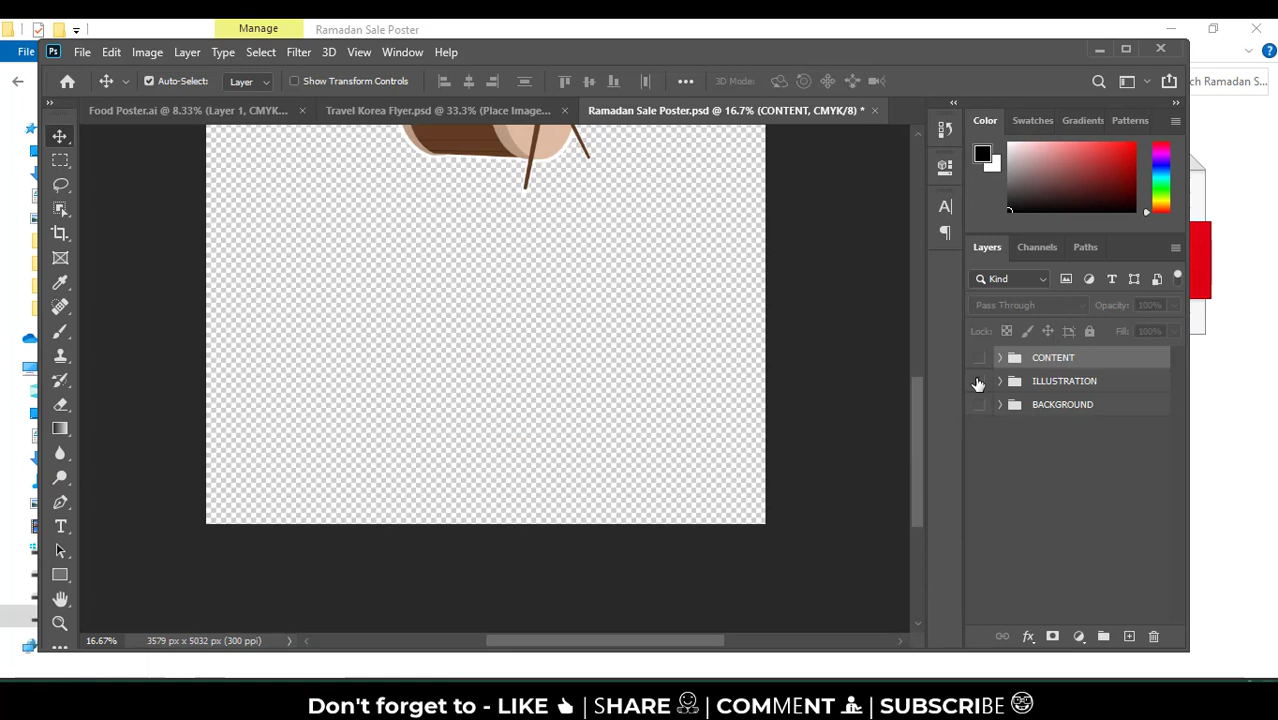 Manage
Ramadan Sale Poster
File
ch Ramadan S...
Ps
File Edit Image Layer Type Select Filter 3D View Window Help
Auto-Select: Layer Show Transform Controls 3D Mode:
Food Poster.ai @ 8.33% (Layer 1, CMYK... × Travel Korea Flyer.psd @ 33.3% (Place Image... × Ramadan Sale Poster.psd @ 16.7% (CONTENT, CMYK/8) * ×
Color Swatches Gradients Patterns
Layers Channels Paths
Kind
Pass Through Opacity: 100%
Lock: Fill: 100%
CONTENT
ILLUSTRATION
BACKGROUND
16.67% 3579 px x 5032 px (300 ppi)
fx
Don't forget to - LIKE | SHARE | COMMENT | SUBSCRIBE